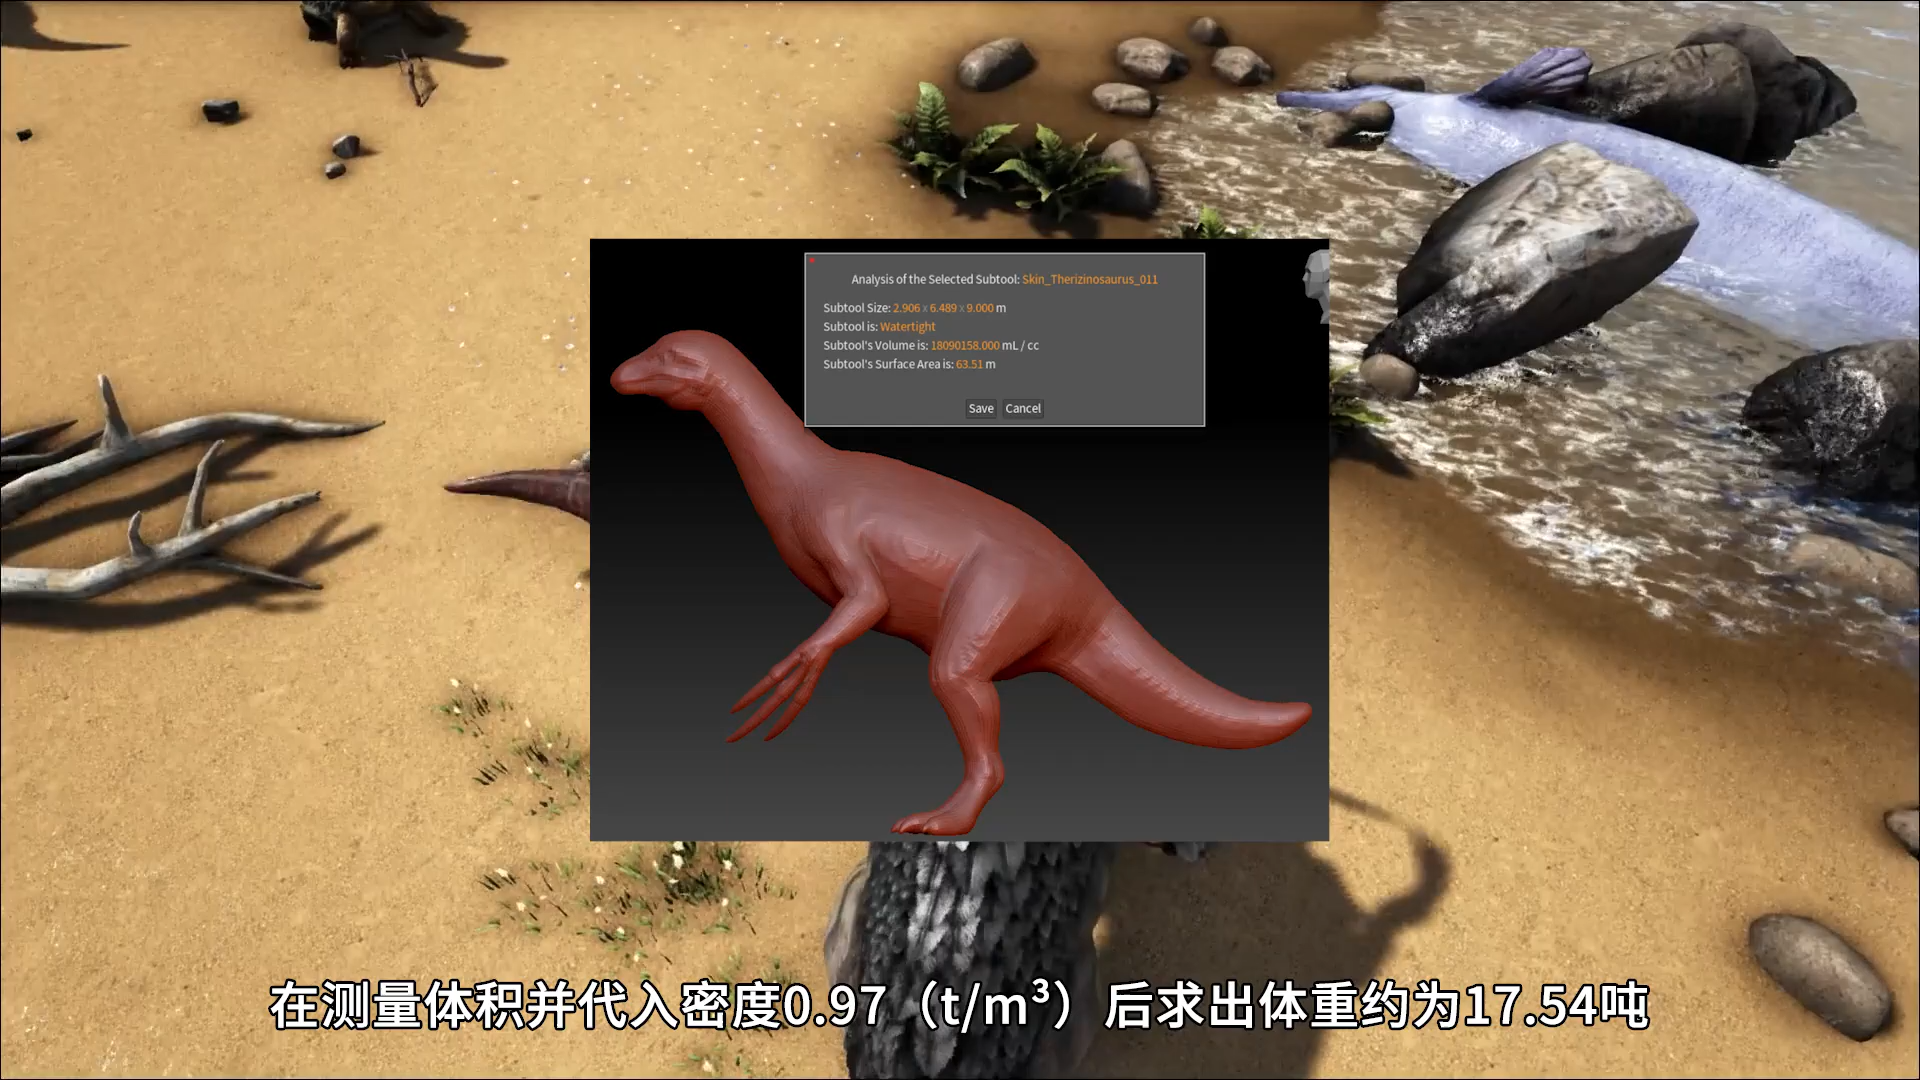 Analysis of the Selected Subtool: Skin_Therizinosaurus_011
Subtool Size: 2.906 x 6.489 x 9.000 m
Subtool is: Watertight
Subtool's Volume is: 18090158.000 mL / cc
Subtool's Surface Area is: 63.51 m
Save Cancel
在测量体积并代入密度0.97（t/m³）后求出体重约为17.54吨